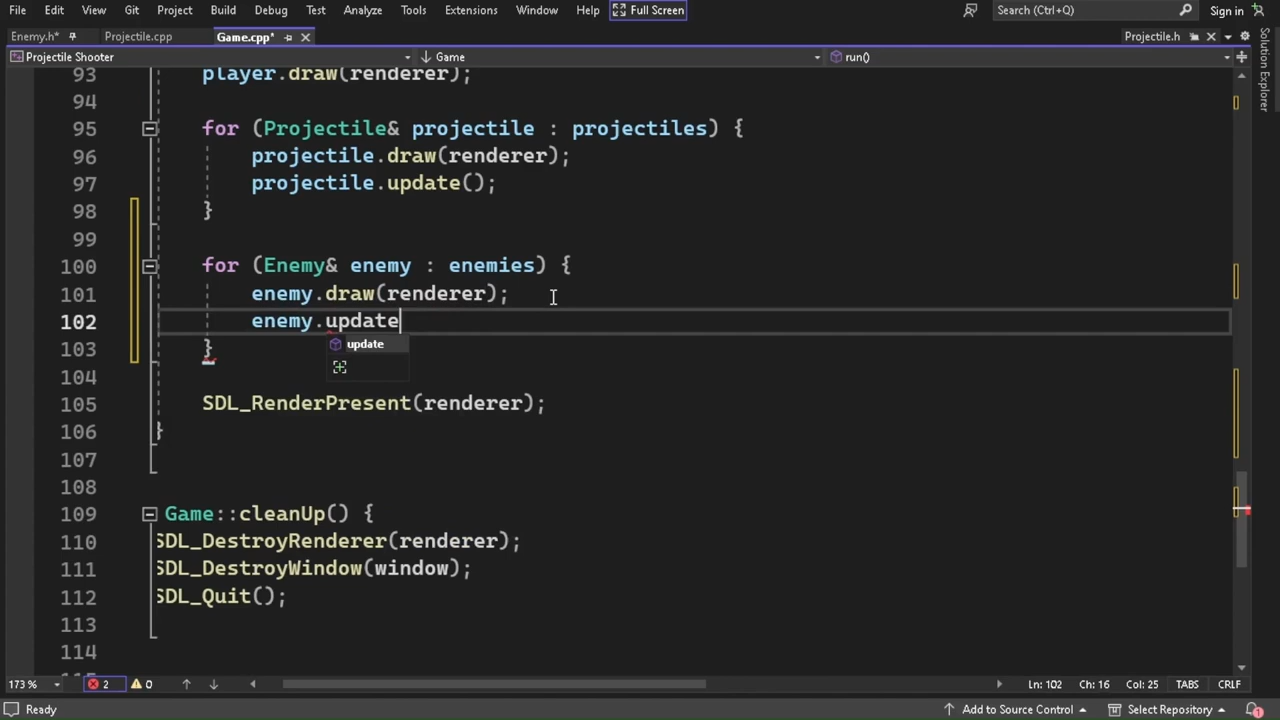 File Edit View Git Project Build Debug Test Analyze Tools Extensions Window Help Full Screen Search (Ctrl+Q) Sign in
Enemy.h* Projectile.cpp Game.cpp* Projectile.h
Projectile Shooter Game run()
Solution Explorer
93 player.draw(renderer);
94
95 for (Projectile& projectile : projectiles) {
96 projectile.draw(renderer);
97 projectile.update();
98 }
99
100 for (Enemy& enemy : enemies) {
101 enemy.draw(renderer);
102 enemy.update
update
103 }
104
105 SDL_RenderPresent(renderer);
106 }
107
108
109 Game::cleanUp() {
110 SDL_DestroyRenderer(renderer);
111 SDL_DestroyWindow(window);
112 SDL_Quit();
113
114
173 % 2 0 Ln: 102 Ch: 16 Col: 25 TABS CRLF
Ready Add to Source Control Select Repository 1